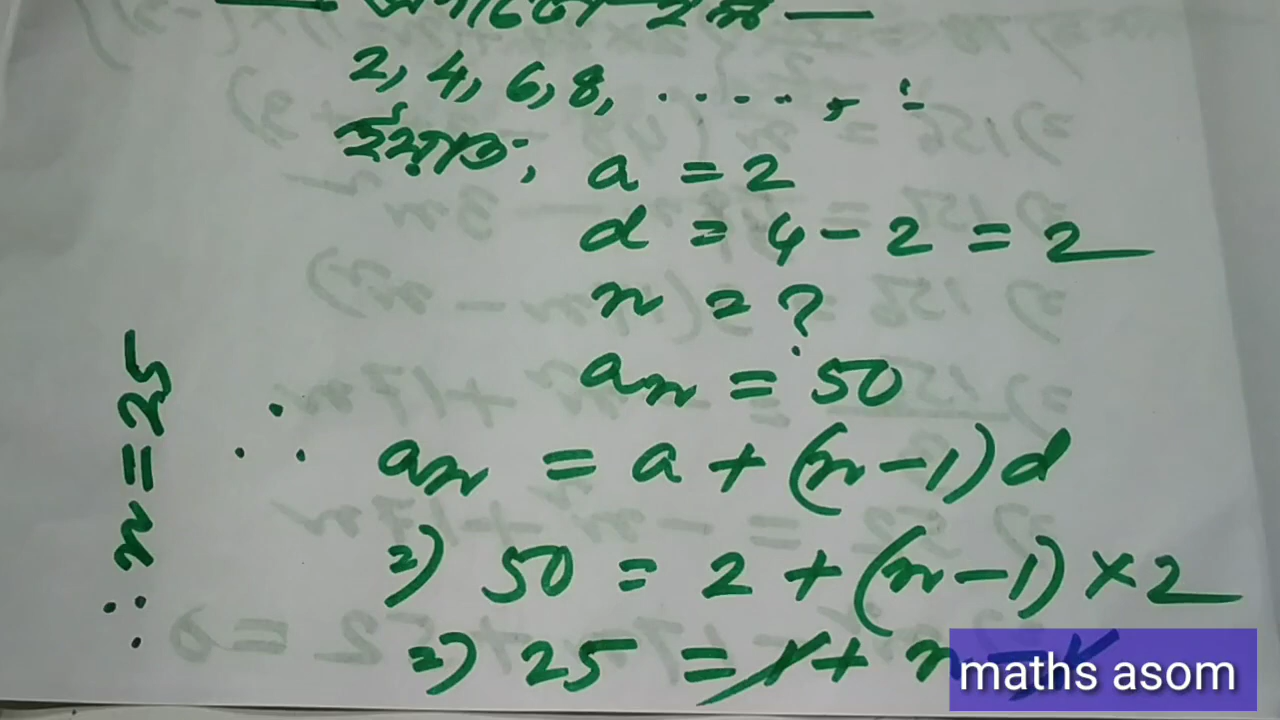 2, 4, 6, 8, ....., ÷
ইয়াত, a = 2
d = 4 - 2 = 2
n = ?
an = 50
∴ an = a + (n-1)d
⇒) 50 = 2 + (n-1) × 2
⇒) 25 = 1 + n - 1
∴ n = 25
maths asom